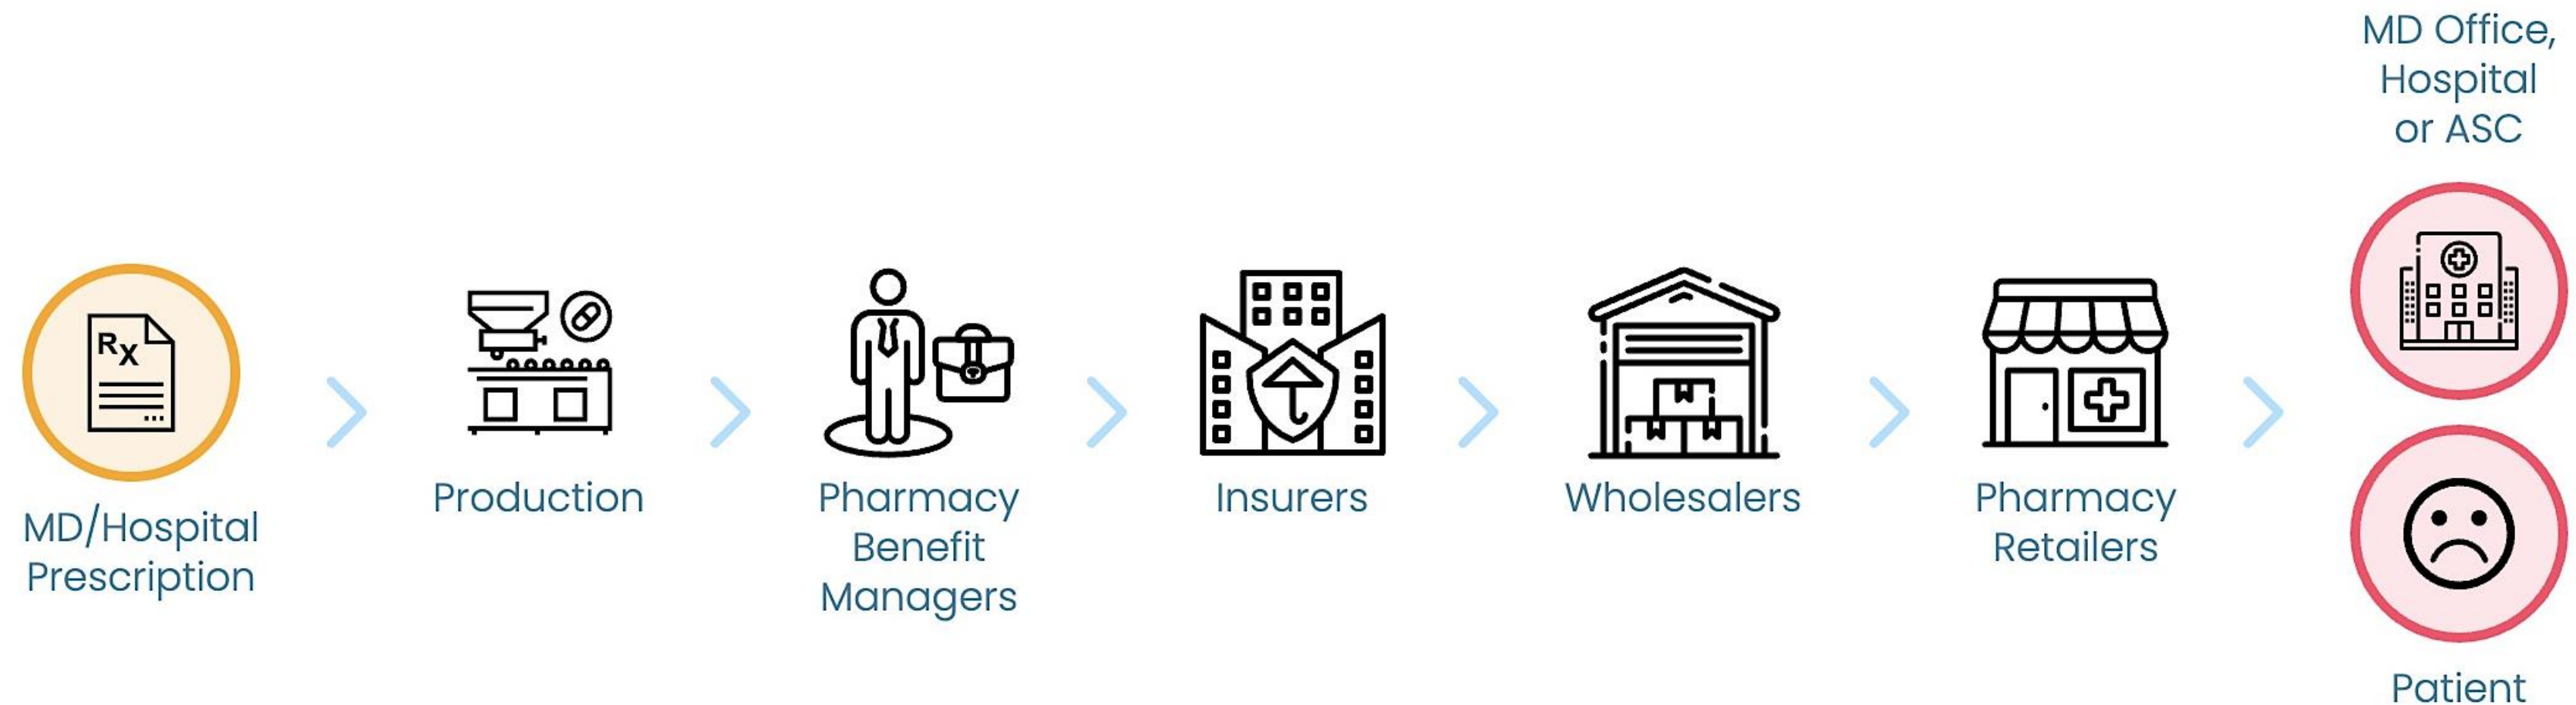 MD Office,
Hospital
or ASC
Rx
MD/Hospital
Prescription
Production
Pharmacy
Benefit
Managers
Insurers
Wholesalers
Pharmacy
Retailers
Patient